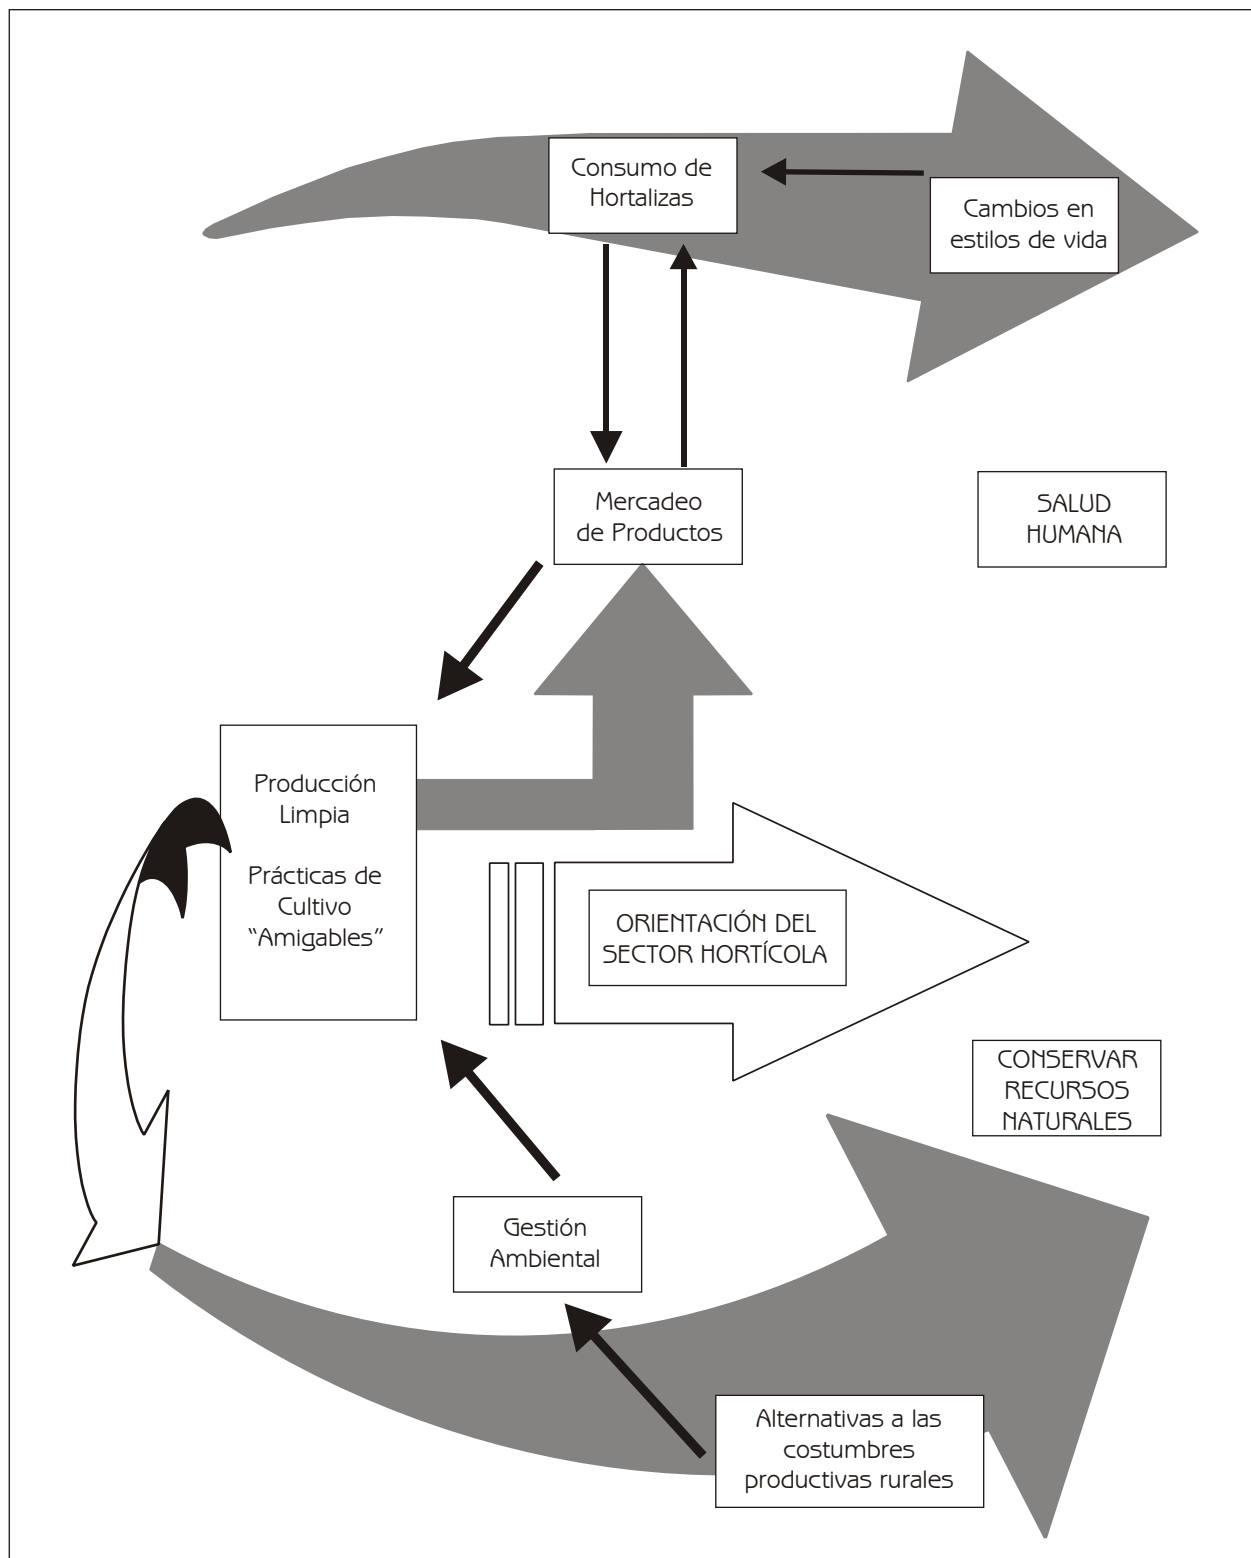 Consumo de
Hortalizas
Cambios en
estilos de vida
Mercadeo
de Productos
SALUD
HUMANA
Producción
Limpia
Prácticas de
Cultivo
“Amigables”
ORIENTACIÓN DEL
SECTOR HORTÍCOLA
CONSERVAR
RECURSOS
NATURALES
Gestión
Ambiental
Alternativas a las
costumbres
productivas rurales